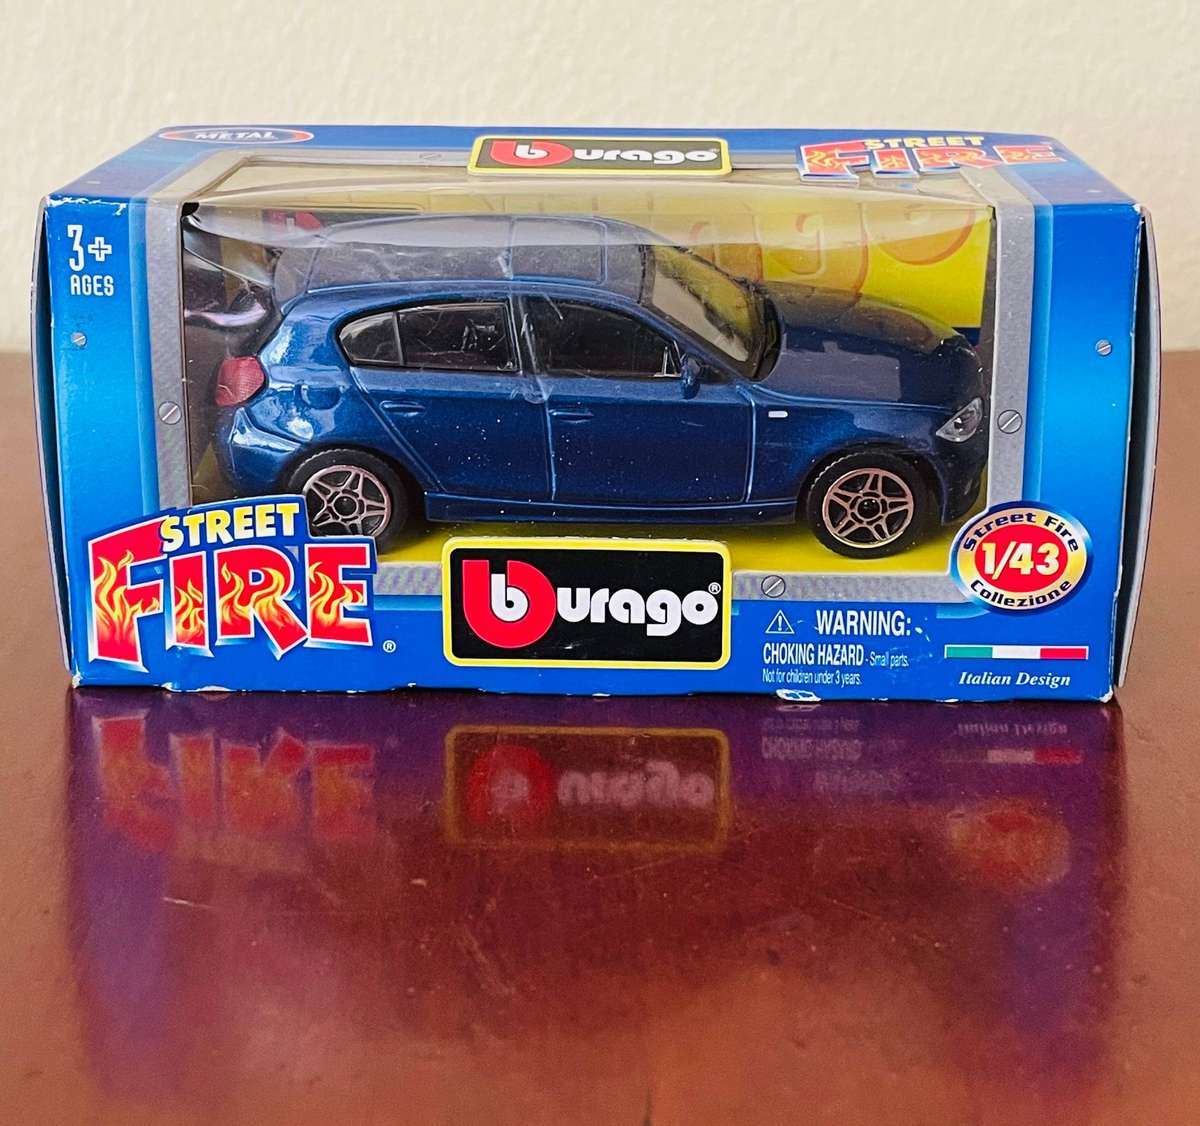 METAL
burago
STREET
FIRE
3+
AGES
STREET
FIRE®
burago®
Street Fire
1/43
Collezione
WARNING:
CHOKING HAZARD - Small parts.
Not for children under 3 years.
Italian Design